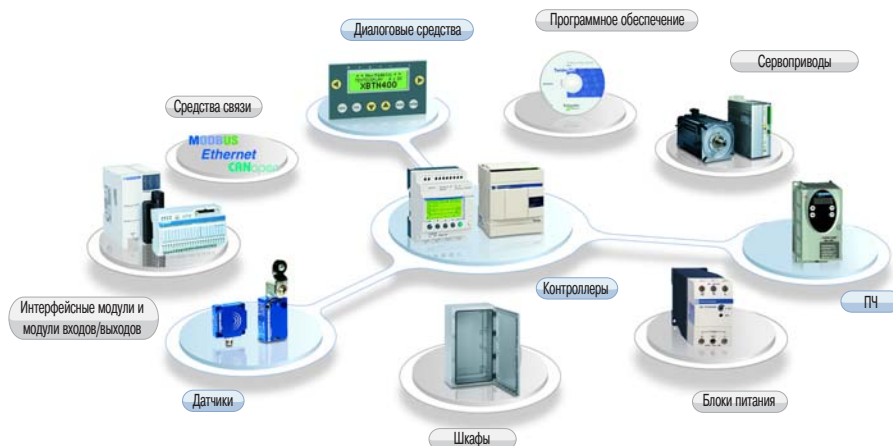 Программное обеспечение
Диалоговые средства
Сервоприводы
XBTN400
Средства связи
MODBUS
Ethernet
CANopen
Контроллеры
Интерфейсные модули и
модули входов/выходов
ПЧ
Датчики
Блоки питания
Шкафы